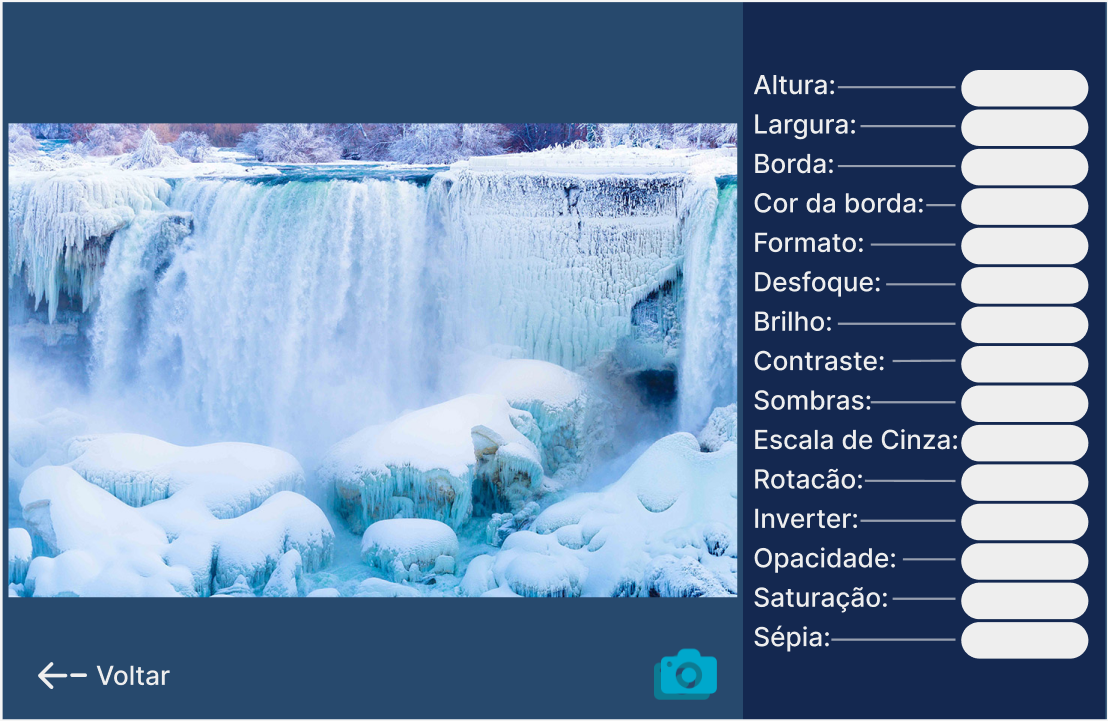 Altura:
Largura:
Borda:
Cor da borda:
Formato:
Desfoque:
Brilho:
Contraste:
Sombras:
Escala de Cinza:
Rotacão:
Inverter:
Opacidade:
Saturação:
Sépia:
Voltar